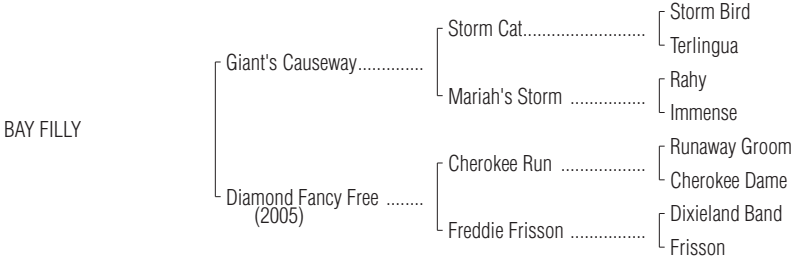 Storm Bird
Storm Cat.........................
Terlingua
Giant's Causeway..............
Rahy
Mariah's Storm ................
Immense
BAY FILLY
Runaway Groom
Cherokee Run ..................
Cherokee Dame
Diamond Fancy Free ........
(2005)
Dixieland Band
Freddie Frisson ................
Frisson